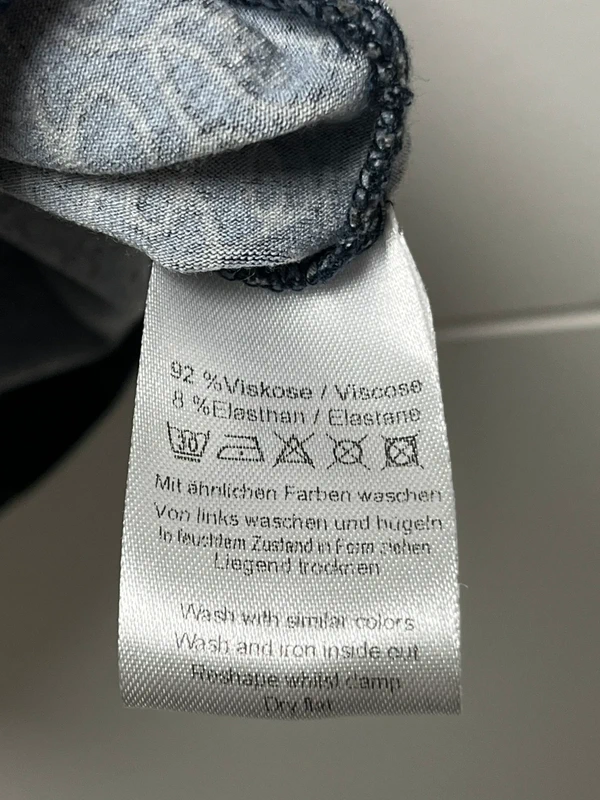 92 %Viskose / Viscose
8 %Elasthan / Elastane
30
Mit ähnlichen Farben waschen
Von links waschen und bügeln
In feuchtem Zustand in Form ziehen
Liegend trocknen
Wash with similar colors
Wash and iron inside out
Reshape whilst damp
Dry flat